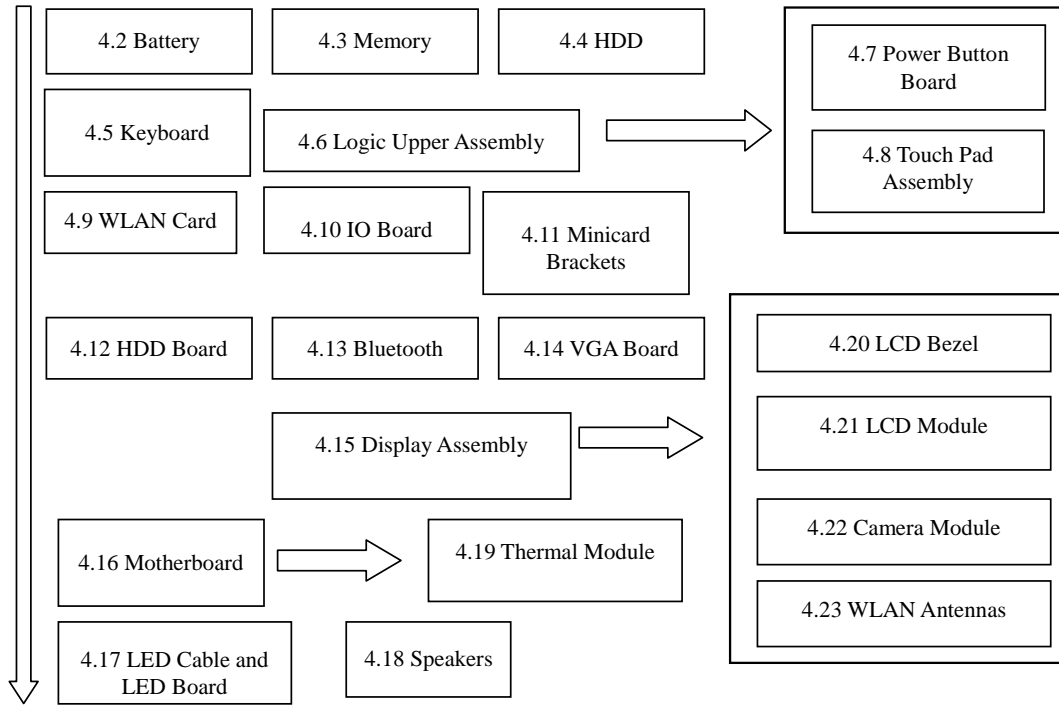 4.2 Battery
4.3 Memory
4.4 HDD
4.7 Power Button
Board
4.5 Keyboard
4.6 Logic Upper Assembly
4.8 Touch Pad
Assembly
4.9 WLAN Card
4.10 IO Board
4.11 Minicard
Brackets
4.12 HDD Board
4.13 Bluetooth
4.14 VGA Board
4.20 LCD Bezel
4.15 Display Assembly
4.21 LCD Module
4.16 Motherboard
4.19 Thermal Module
4.22 Camera Module
4.23 WLAN Antennas
4.17 LED Cable and
LED Board
4.18 Speakers